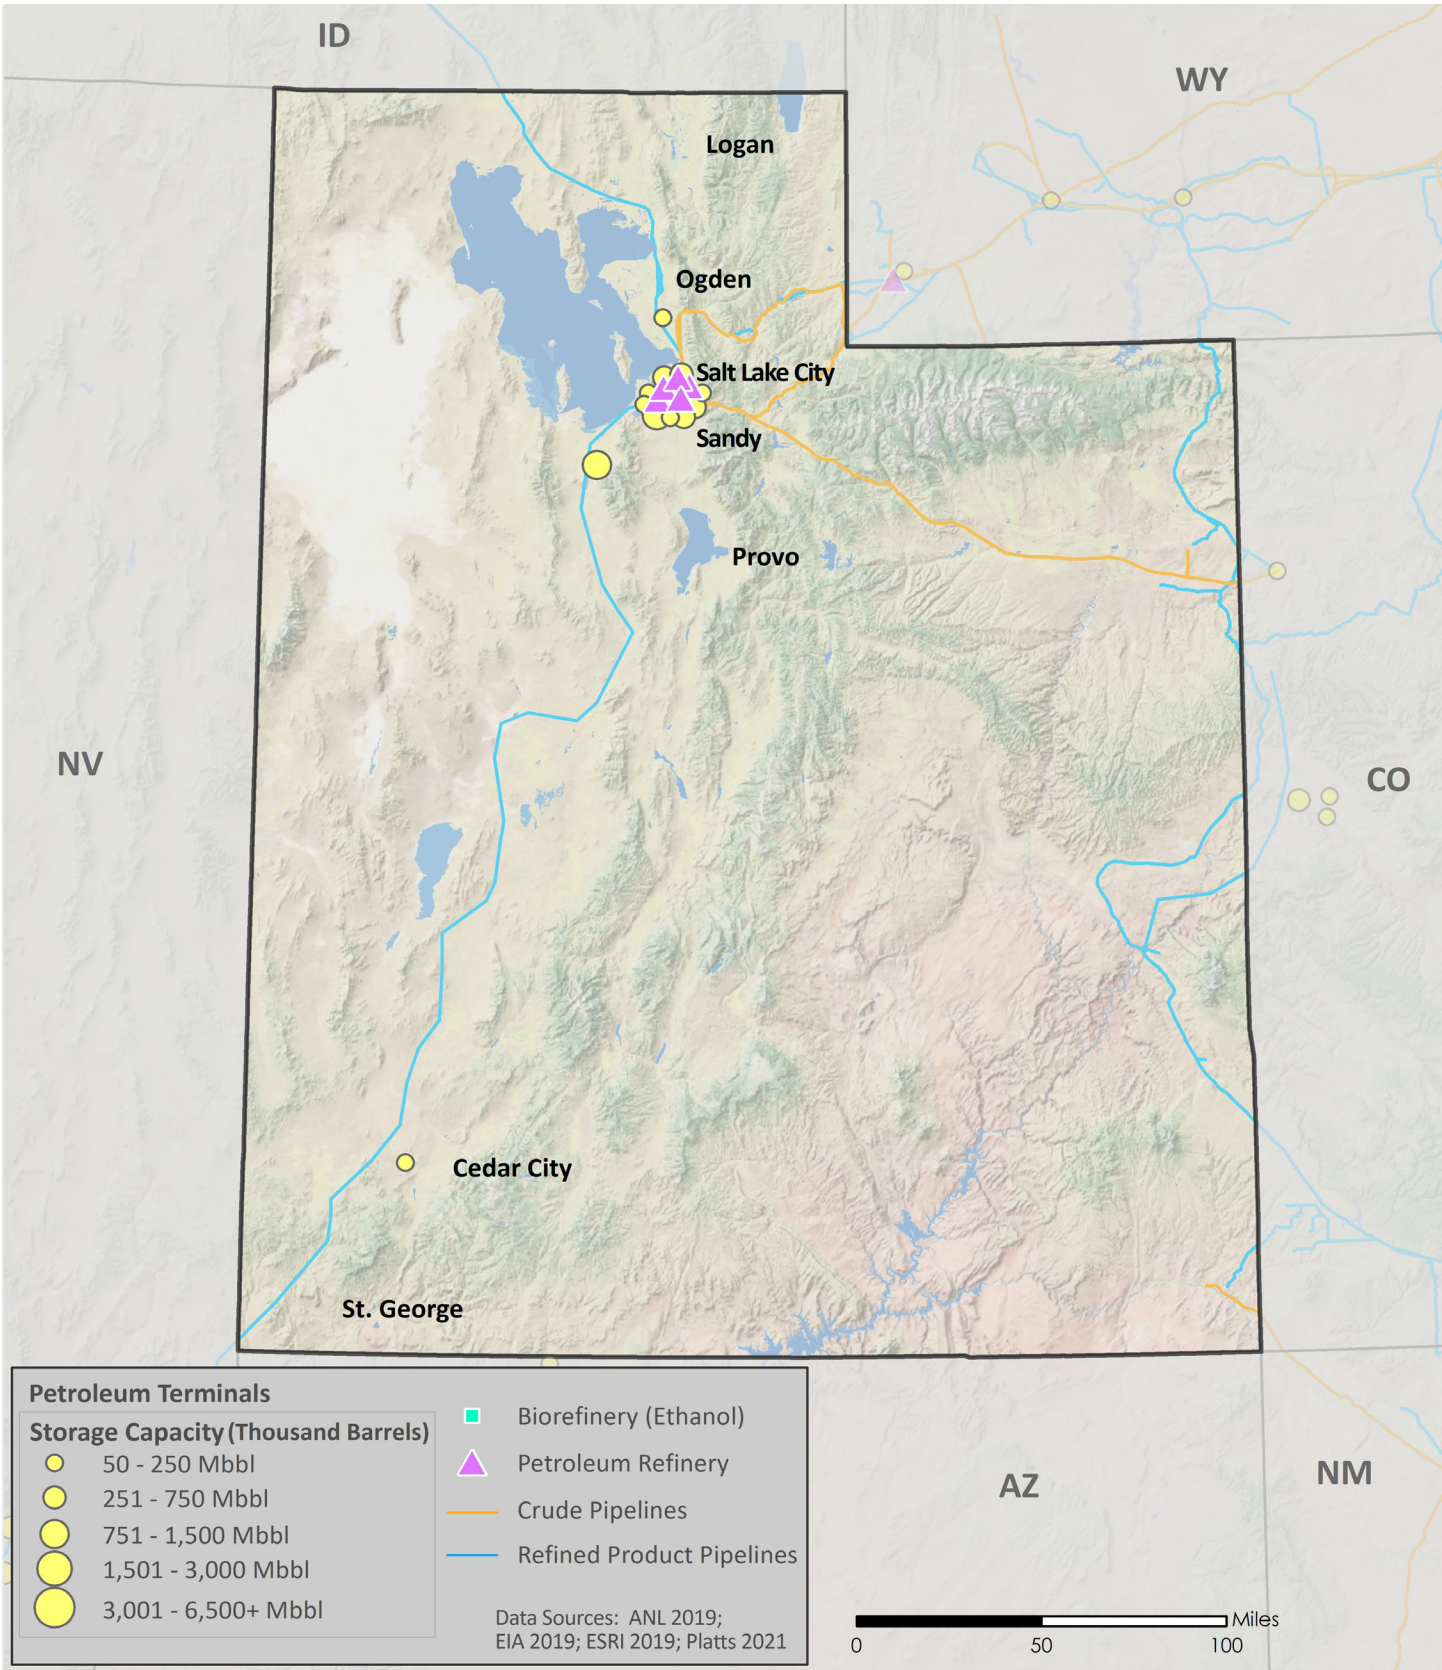 ID
WY
Logan
Ogden
Salt Lake City
Sandy
Provo
NV
CO
Cedar City
St. George
AZ
NM
Petroleum Terminals
Storage Capacity (Thousand Barrels)
50 - 250 Mbbl
251 - 750 Mbbl
751 - 1,500 Mbbl
1,501 - 3,000 Mbbl
3,001 - 6,500+ Mbbl
Biorefinery (Ethanol)
Petroleum Refinery
Crude Pipelines
Refined Product Pipelines
Data Sources: ANL 2019;
EIA 2019; ESRI 2019; Platts 2021
Miles
0 50 100